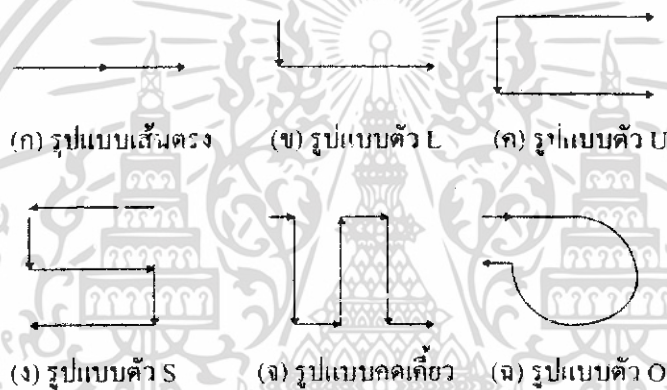 (ก) รูปแบบเส้นตรง (ข) รูปแบบตัว L (ค) รูปแบบตัว U
(ง) รูปแบบตัว S (จ) รูปแบบคดเคี้ยว (ฉ) รูปแบบตัว O